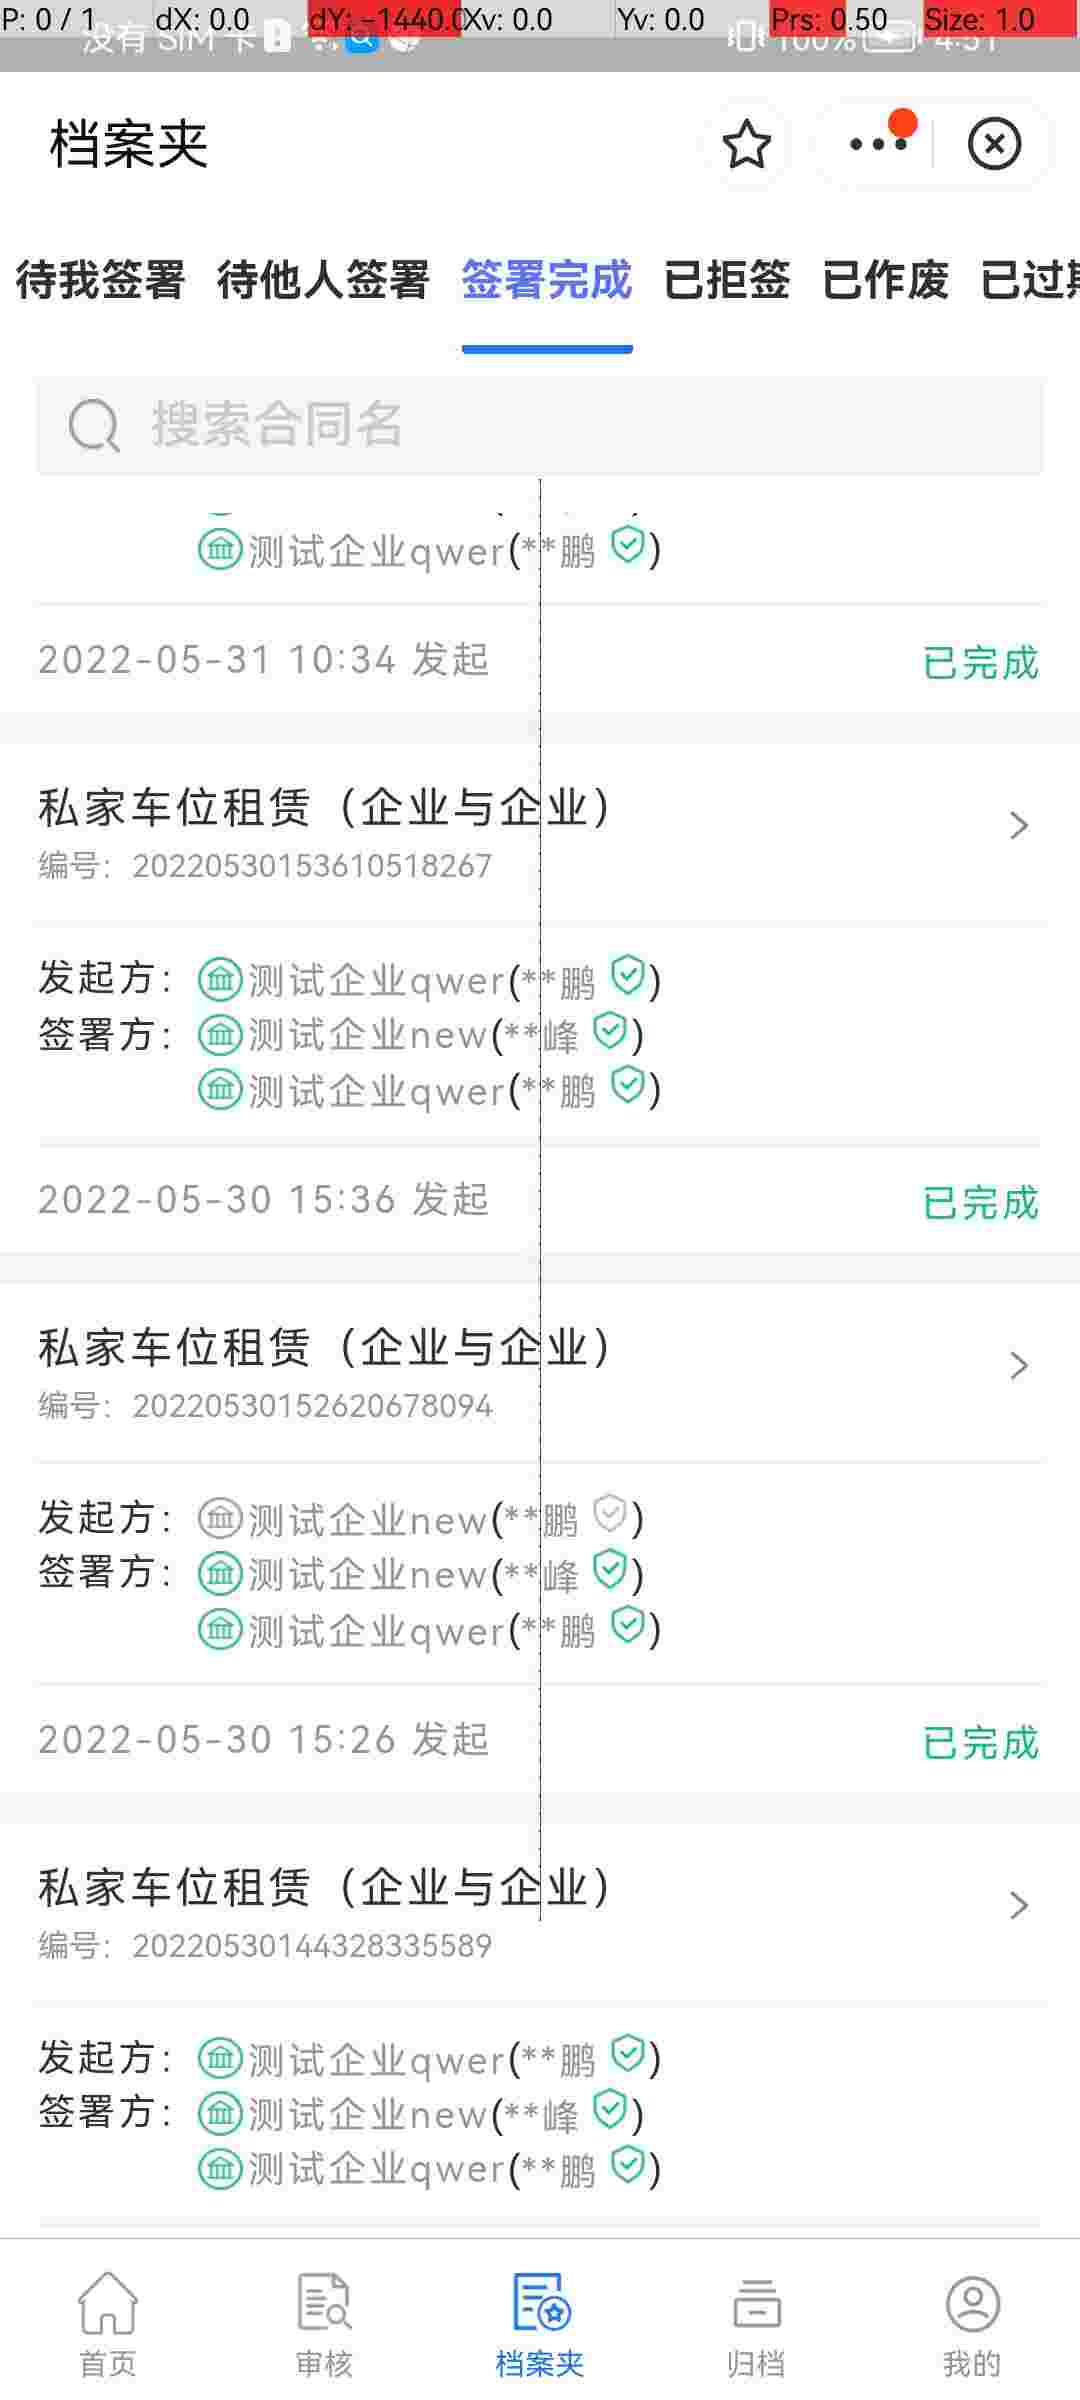 P: 0 / 1 dX: 0.0 dY: -1440.0 Xv: 0.0 Yv: 0.0 Prs: 0.50 Size: 1.0
没有 SIM 卡 100% 4:51
档案夹
待我签署 待他人签署 签署完成 已拒签 已作废 已过期
搜索合同名
测试企业qwer(**鹏)
2022-05-31 10:34 发起 已完成
私家车位租赁（企业与企业）
编号：20220530153610518267
发起方：测试企业qwer(**鹏)
签署方：测试企业new(**峰)
测试企业qwer(**鹏)
2022-05-30 15:36 发起 已完成
私家车位租赁（企业与企业）
编号：20220530152620678094
发起方：测试企业new(**鹏)
签署方：测试企业new(**峰)
测试企业qwer(**鹏)
2022-05-30 15:26 发起 已完成
私家车位租赁（企业与企业）
编号：20220530144328335589
发起方：测试企业qwer(**鹏)
签署方：测试企业new(**峰)
测试企业qwer(**鹏)
首页 审核 档案夹 归档 我的